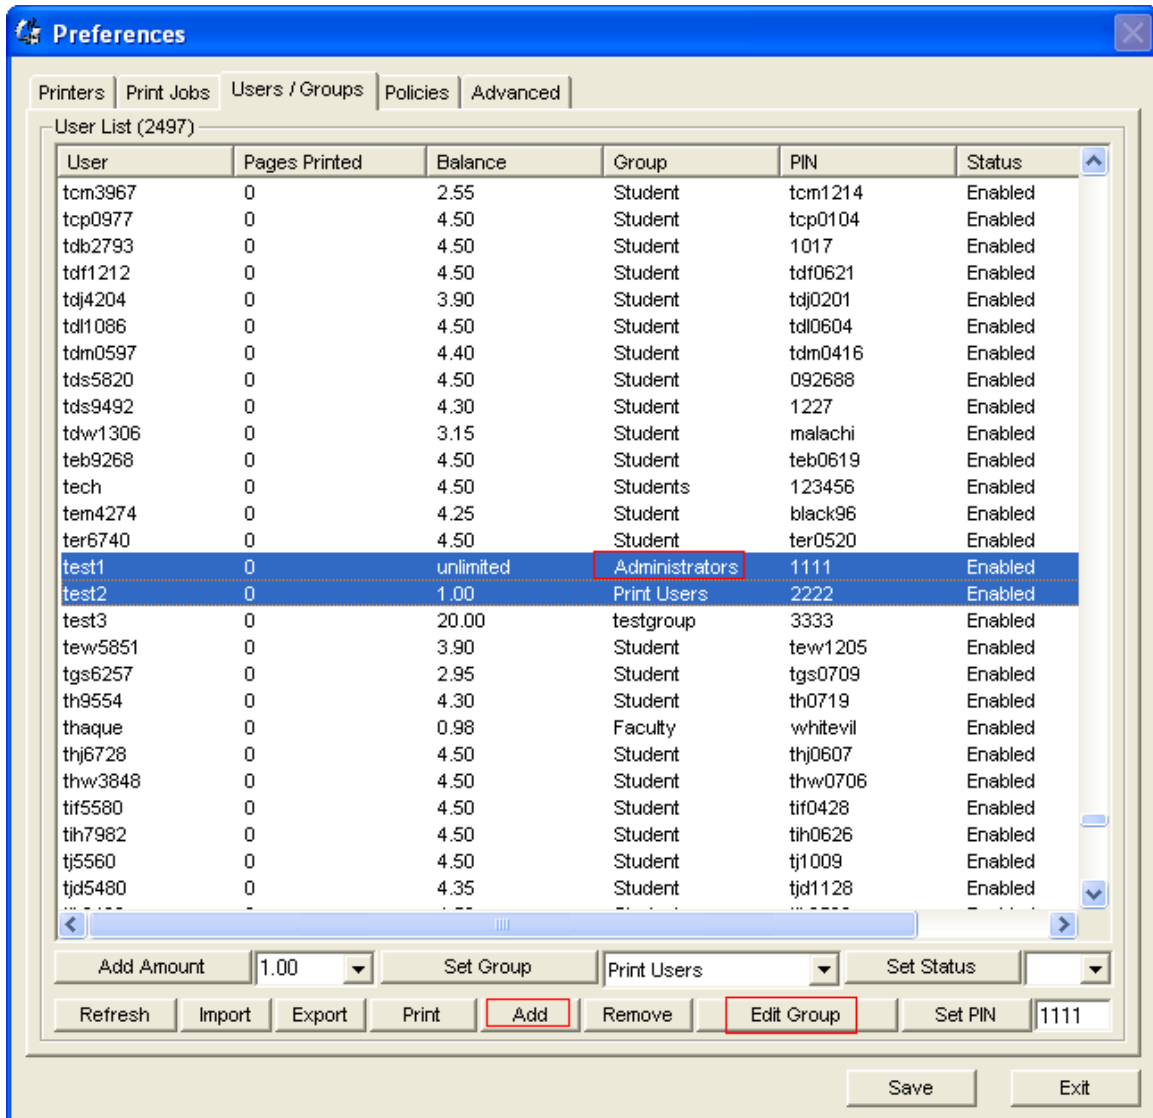 Preferences
Printers Print Jobs Users / Groups Policies Advanced
User List (2497)
User Pages Printed Balance Group PIN Status
tcm3967 0 2.55 Student tcm1214 Enabled
tcp0977 0 4.50 Student tcp0104 Enabled
tdb2793 0 4.50 Student 1017 Enabled
tdf1212 0 4.50 Student tdf0621 Enabled
tdj4204 0 3.90 Student tdj0201 Enabled
tdl1086 0 4.50 Student tdl0604 Enabled
tdm0597 0 4.40 Student tdm0416 Enabled
tds5820 0 4.50 Student 092688 Enabled
tds9492 0 4.30 Student 1227 Enabled
tdw1306 0 3.15 Student malachi Enabled
teb9268 0 4.50 Student teb0619 Enabled
tech 0 4.50 Students 123456 Enabled
tem4274 0 4.25 Student black96 Enabled
ter6740 0 4.50 Student ter0520 Enabled
test1 0 unlimited Administrators 1111 Enabled
test2 0 1.00 Print Users 2222 Enabled
test3 0 20.00 testgroup 3333 Enabled
tew5851 0 3.90 Student tew1205 Enabled
tgs6257 0 2.95 Student tgs0709 Enabled
th9554 0 4.30 Student th0719 Enabled
thaque 0 0.98 Faculty whitevil Enabled
thj6728 0 4.50 Student thj0607 Enabled
thw3848 0 4.50 Student thw0706 Enabled
tif5580 0 4.50 Student tif0428 Enabled
tih7982 0 4.50 Student tih0626 Enabled
tj5560 0 4.50 Student tj1009 Enabled
tjd5480 0 4.35 Student tjd1128 Enabled
Add Amount 1.00 Set Group Print Users Set Status
Refresh Import Export Print Add Remove Edit Group Set PIN 1111
Save Exit